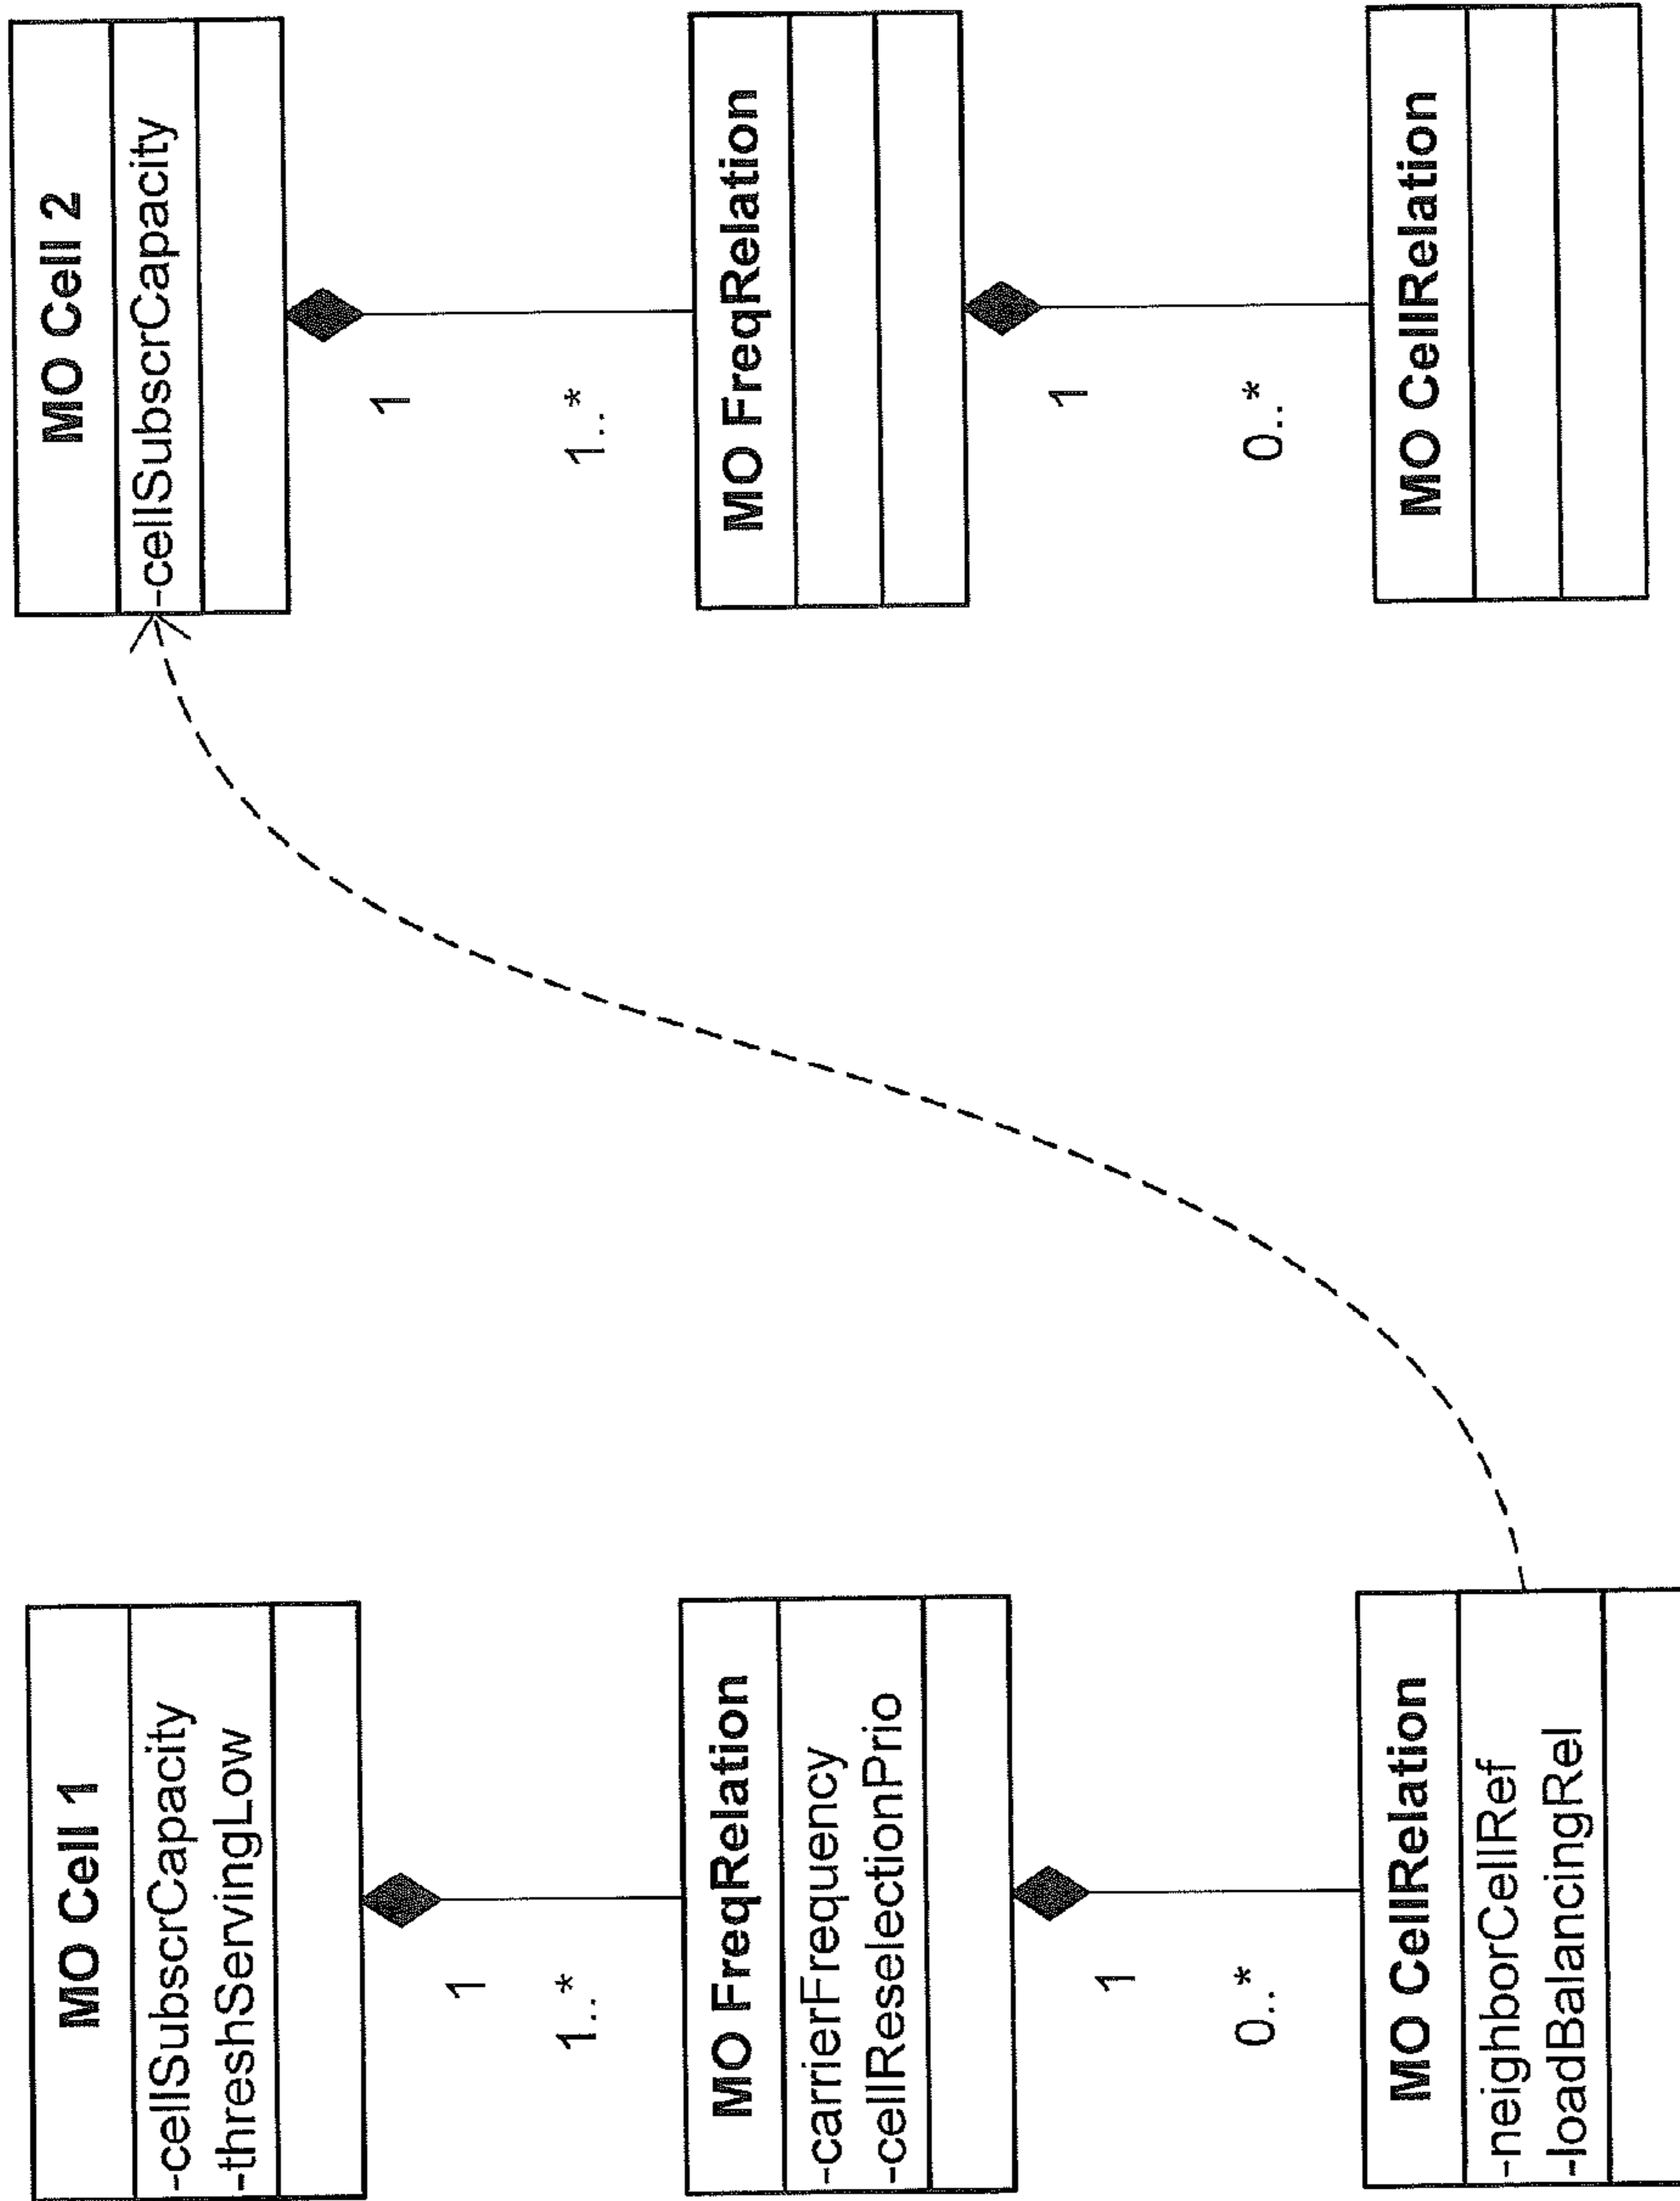 MO Cell 1
-cellSubscrCapacity
-threshServingLow
1
1..*
MO FreqRelation
-carrierFrequency
-cellReselectionPrio
1
0..*
MO CellRelation
-neighborCellRef
-loadBalancingRel
MO Cell 2
-cellSubscrCapacity
1
1..*
MO FreqRelation
1
0..*
MO CellRelation